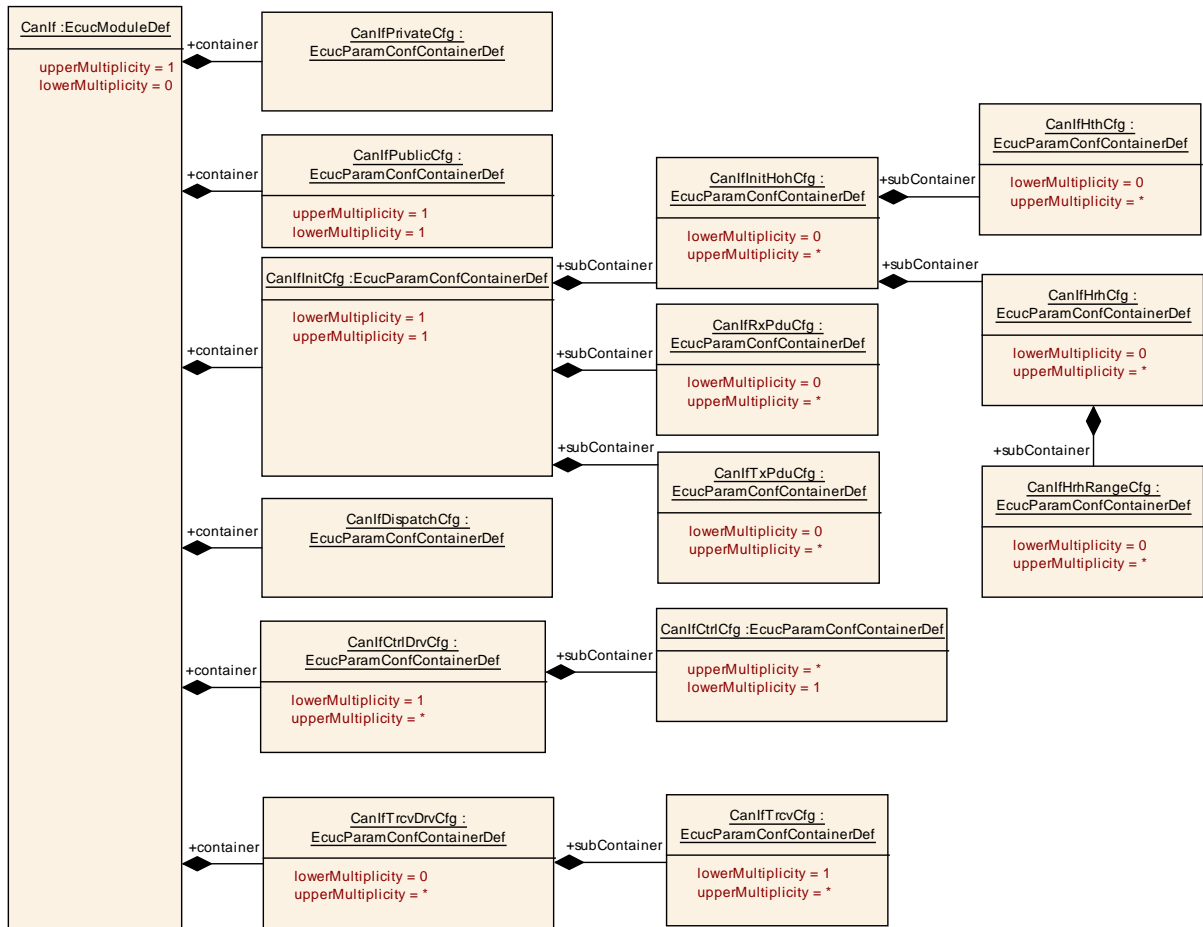 CanIf :EcucModuleDef
upperMultiplicity = 1
lowerMultiplicity = 0
+container
CanIfPrivateCfg :
EcucParamConfContainerDef
+container
CanIfPublicCfg :
EcucParamConfContainerDef
upperMultiplicity = 1
lowerMultiplicity = 1
+container
CanIfInitCfg :EcucParamConfContainerDef
lowerMultiplicity = 1
upperMultiplicity = 1
+subContainer
CanIfInitHohCfg :
EcucParamConfContainerDef
lowerMultiplicity = 0
upperMultiplicity = *
+subContainer
CanIfHthCfg :
EcucParamConfContainerDef
lowerMultiplicity = 0
upperMultiplicity = *
+subContainer
CanIfHrhCfg :
EcucParamConfContainerDef
lowerMultiplicity = 0
upperMultiplicity = *
+subContainer
CanIfHrhRangeCfg :
EcucParamConfContainerDef
lowerMultiplicity = 0
upperMultiplicity = *
+subContainer
CanIfRxPduCfg :
EcucParamConfContainerDef
lowerMultiplicity = 0
upperMultiplicity = *
+subContainer
CanIfTxPduCfg :
EcucParamConfContainerDef
lowerMultiplicity = 0
upperMultiplicity = *
+container
CanIfDispatchCfg :
EcucParamConfContainerDef
+container
CanIfCtrlDrvCfg :
EcucParamConfContainerDef
lowerMultiplicity = 1
upperMultiplicity = *
+subContainer
CanIfCtrlCfg :EcucParamConfContainerDef
upperMultiplicity = *
lowerMultiplicity = 1
+container
CanIfTrcvDrvCfg :
EcucParamConfContainerDef
lowerMultiplicity = 0
upperMultiplicity = *
+subContainer
CanIfTrcvCfg :
EcucParamConfContainerDef
lowerMultiplicity = 1
upperMultiplicity = *